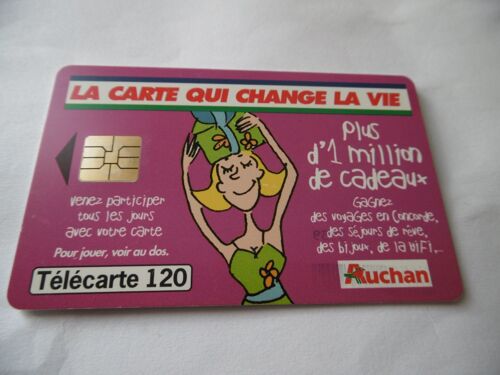 LA CARTE QUI CHANGE LA VIE
plus
d'1 million
de cadeaux
venez participer
tous les jours
avec votre carte
Pour jouer, voir au dos.
Gagnez
des voyages en Concorde,
des séjours de rêve,
des bijoux, de la hifi...
Télécarte 120
Auchan